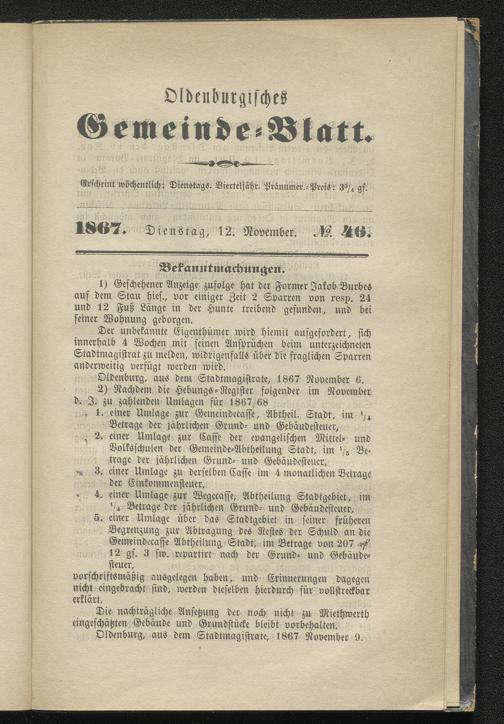 Oldenburgisches
Gemeinde-Blatt.
Erscheint wöchentlich: Dienstags. Vierteljähr. Pränumer.-Preis: 3¾ gf.
1867. Dienstag, 12. November. № 46.
Bekanntmachungen.
1) Geschehener Anzeige zufolge hat der Former Jakob Burbes
auf dem Stau hies., vor einiger Zeit 2 Sparren von resp. 24
und 12 Fuß Länge in der Hunte treibend gefunden, und bei
seiner Wohnung geborgen.
Der unbekannte Eigenthümer wird hiemit aufgefordert, sich
innerhalb 4 Wochen mit seinen Ansprüchen beim unterzeichneten
Stadtmagistrat zu melden, widrigenfalls über die fraglichen Sparren
anderweitig verfügt werden wird.
Oldenburg, aus dem Stadtmagistrate, 1867 November 6.
2) Nachdem die Hebungs-Register folgender im November
d. J. zu zahlenden Umlagen für 1867/68
1. einer Umlage zur Gemeindecasse, Abtheil. Stadt, im ¼
Betrage der jährlichen Grund- und Gebäudesteuer,
2. einer Umlage zur Casse der evangelischen Mittel- und
Volksschulen der Gemeinde-Abtheilung Stadt, im ⅓ Be-
trage der jährlichen Grund- und Gebäudesteuer,
3. einer Umlage zu derselben Casse im 4 monatlichen Betrage
der Einkommensteuer,
4. einer Umlage zur Wegecasse, Abtheilung Stadtgebiet, im
¼ Betrage der jährlichen Grund- und Gebäudesteuer,
5. einer Umlage über das Stadtgebiet in seiner früheren
Begrenzung zur Abtragung des Restes der Schuld an die
Gemeindecasse Abtheilung Stadt, im Betrage von 207 ₰
12 gf. 3 sw. repartirt nach der Grund- und Gebäude-
steuer,
vorschriftsmäßig ausgelegen haben, und Erinnerungen dagegen
nicht eingebracht sind, werden dieselben hierdurch für vollstreckbar
erklärt.
Die nachträgliche Ansetzung der noch nicht zu Miethwerth
eingeschätzten Gebäude und Grundstücke bleibt vorbehalten.
Oldenburg, aus dem Stadtmagistrate, 1867 November 9.